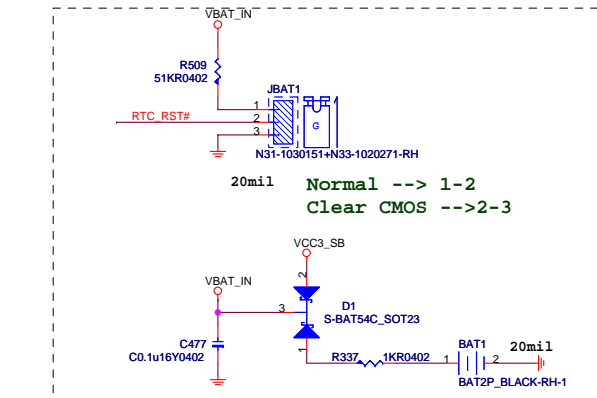 VBAT_IN
R509
51KR0402
JBAT1
1
RTC_RST#
2
3
G
N31-1030151+N33-1020271-RH
20mil
Normal --> 1-2
Clear CMOS -->2-3
VCC3_SB
2
VBAT_IN
3
D1
S-BAT54C_SOT23
C477
C0.1u16Y0402
1
R337
1KR0402
BAT1
1
2
20mil
BAT2P_BLACK-RH-1